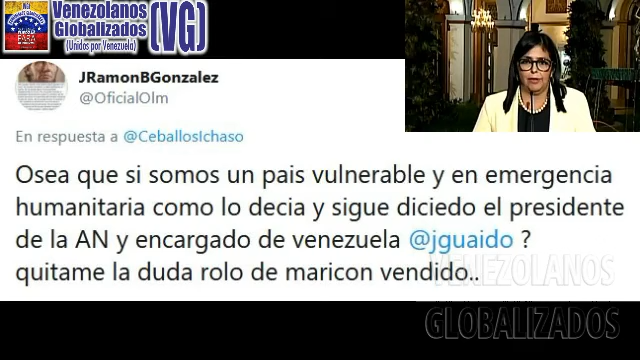 Venezolanos
Globalizados
(Unidos por Venezuela)
(VG)
JRamonBGonzalez
@OficialOlm
En respuesta a @CeballosIchaso
Osea que si somos un pais vulnerable y en emergencia
humanitaria como lo decia y sigue diciedo el presidente
de la AN y encargado de venezuela @jguaido ?
quitame la duda rolo de maricon vendido..
VENEZOLANOS
GLOBALIZADOS